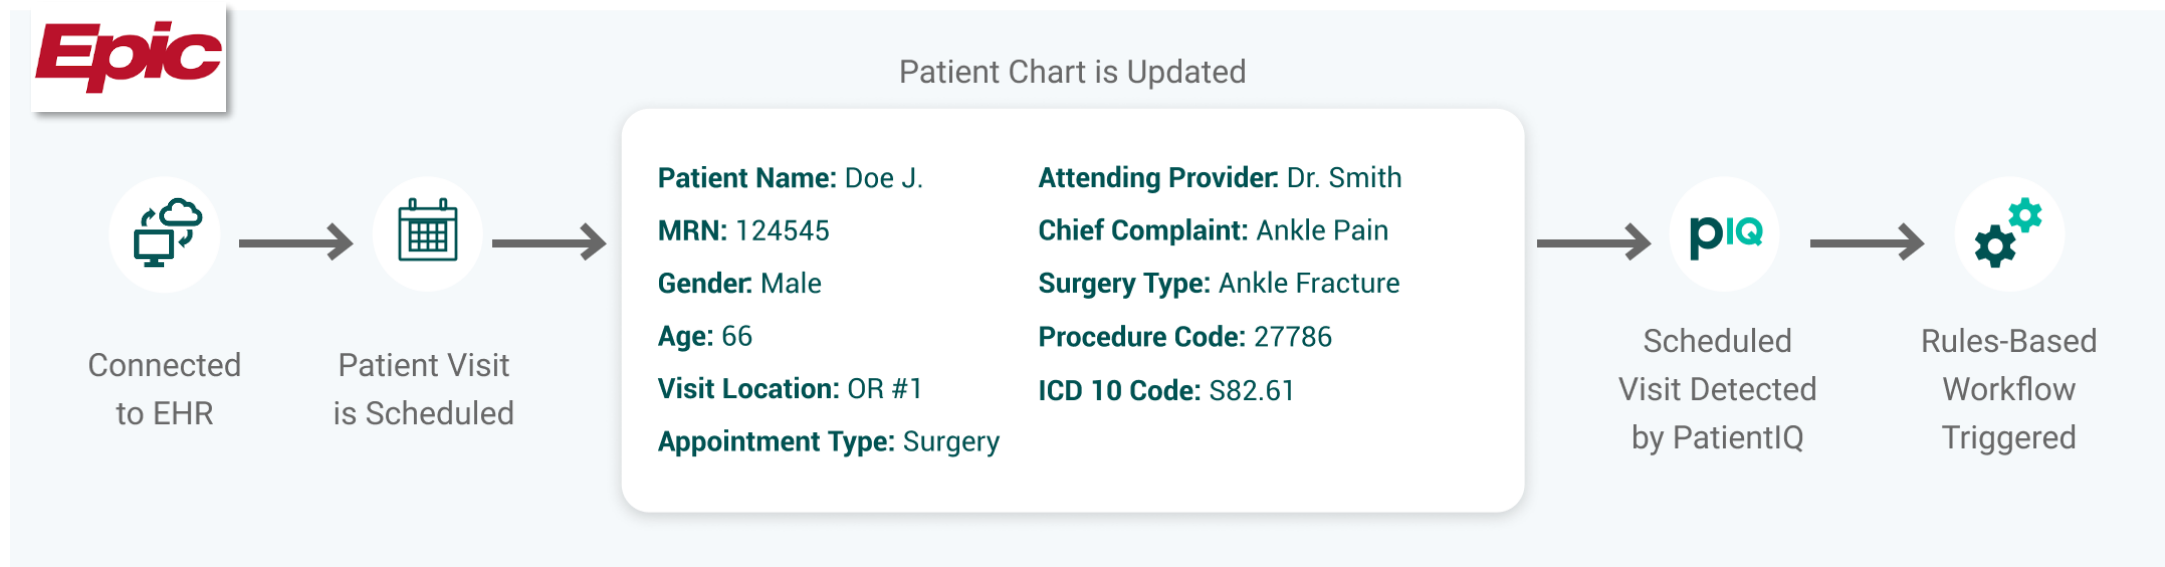 Epic
Patient Chart is Updated
Connected
to EHR
Patient Visit
is Scheduled
Patient Name: Doe J.
MRN: 124545
Gender: Male
Age: 66
Visit Location: OR #1
Appointment Type: Surgery
Attending Provider: Dr. Smith
Chief Complaint: Ankle Pain
Surgery Type: Ankle Fracture
Procedure Code: 27786
ICD 10 Code: S82.61
pIQ
Scheduled
Visit Detected
by PatientIQ
Rules-Based
Workflow
Triggered